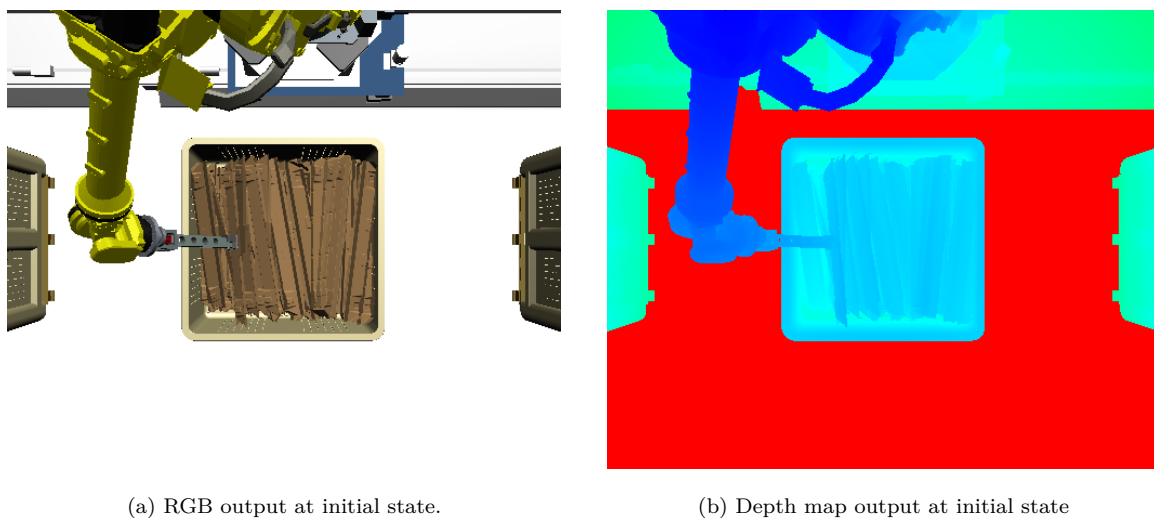 (a) RGB output at initial state.
(b) Depth map output at initial state